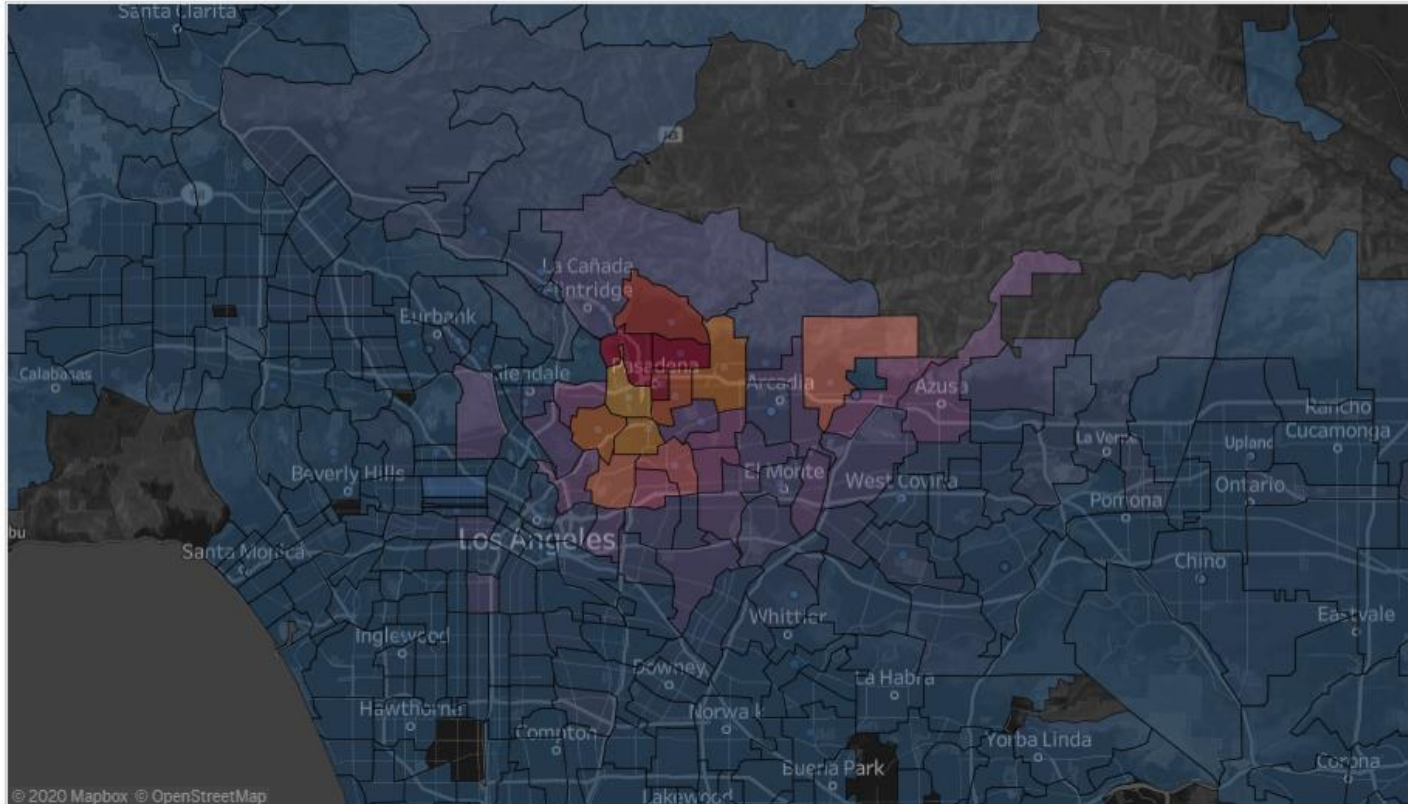 Santa Clarita
La Cañada
Flintridge
Burbank
Pasadena
Calabasas
Glendale
Arcadia
Azusa
Rancho
Cucamonga
La Verne
Upland
Beverly Hills
El Monte
West Covina
Ontario
Pomona
bu
Los Angeles
Santa Monica
Chino
Whittier
Eastvale
Inglewood
Downey
La Habra
Hawthorne
Norwalk
Compton
Yorba Linda
Buena Park
Corona
© 2020 Mapbox © OpenStreetMap
Lakewood